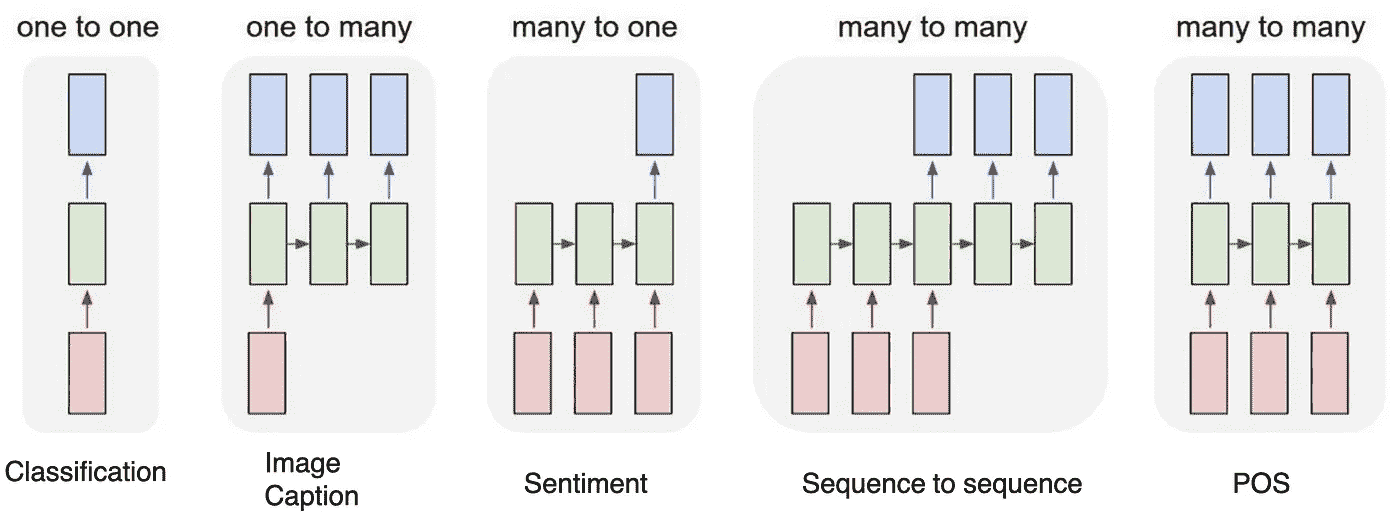 one to one
one to many
many to one
many to many
many to many
Classification
Image
Caption
Sentiment
Sequence to sequence
POS